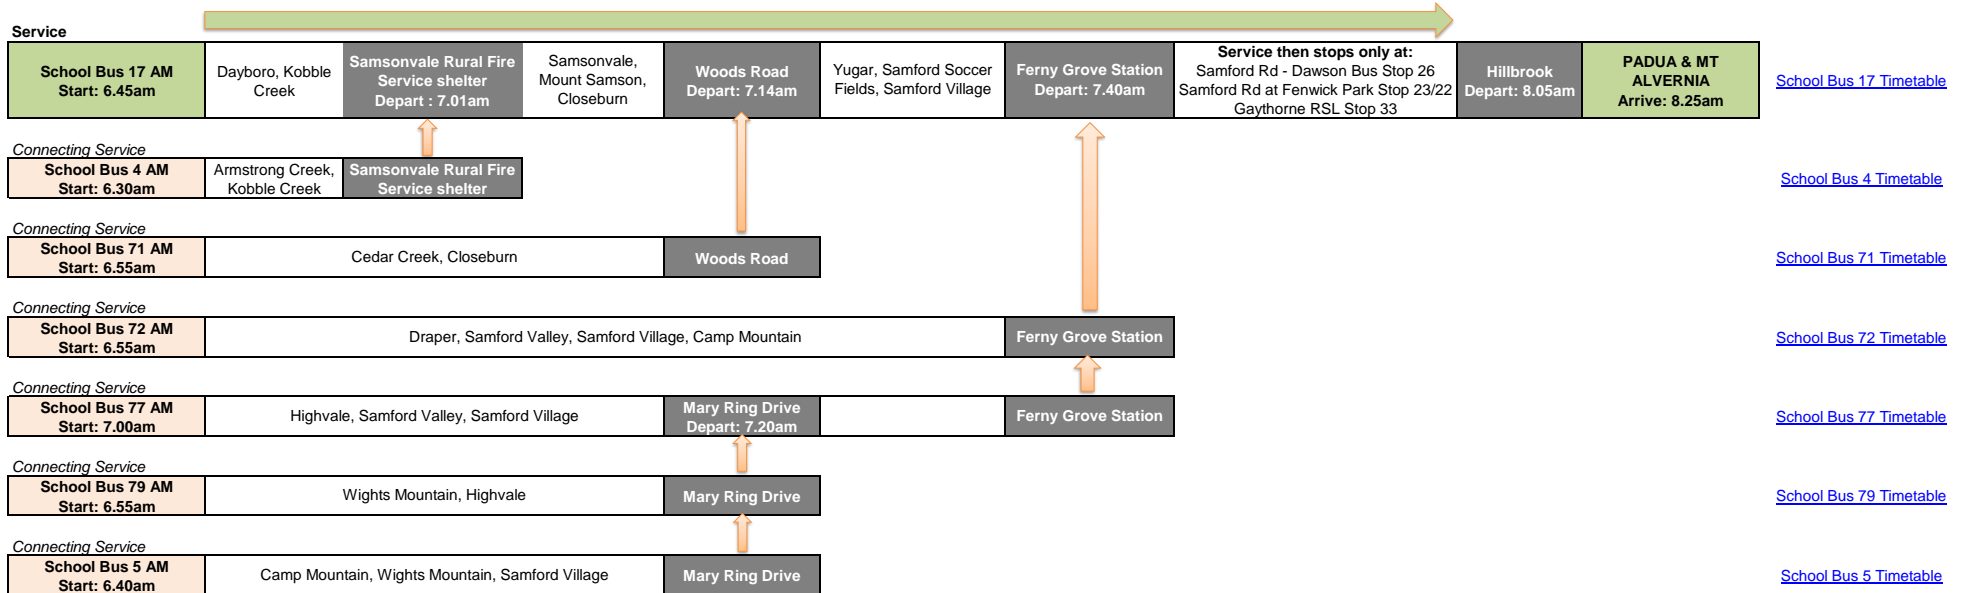 Service
School Bus 17 AM
Start: 6.45am
Dayboro, Kobble
Creek
Samsonvale Rural Fire
Service shelter
Depart : 7.01am
Samsonvale,
Mount Samson,
Closeburn
Woods Road
Depart: 7.14am
Yugar, Samford Soccer
Fields, Samford Village
Ferny Grove Station
Depart: 7.40am
Service then stops only at:
Samford Rd - Dawson Bus Stop 26
Samford Rd at Fenwick Park Stop 23/22
Gaythorne RSL Stop 33
Hillbrook
Depart: 8.05am
PADUA & MT
ALVERNIA
Arrive: 8.25am
School Bus 17 Timetable
Connecting Service
School Bus 4 AM
Start: 6.30am
Armstrong Creek,
Kobble Creek
Samsonvale Rural Fire
Service shelter
School Bus 4 Timetable
Connecting Service
School Bus 71 AM
Start: 6.55am
Cedar Creek, Closeburn
Woods Road
School Bus 71 Timetable
Connecting Service
School Bus 72 AM
Start: 6.55am
Draper, Samford Valley, Samford Village, Camp Mountain
Ferny Grove Station
School Bus 72 Timetable
Connecting Service
School Bus 77 AM
Start: 7.00am
Highvale, Samford Valley, Samford Village
Mary Ring Drive
Depart: 7.20am
Ferny Grove Station
School Bus 77 Timetable
Connecting Service
School Bus 79 AM
Start: 6.55am
Wights Mountain, Highvale
Mary Ring Drive
School Bus 79 Timetable
Connecting Service
School Bus 5 AM
Start: 6.40am
Camp Mountain, Wights Mountain, Samford Village
Mary Ring Drive
School Bus 5 Timetable